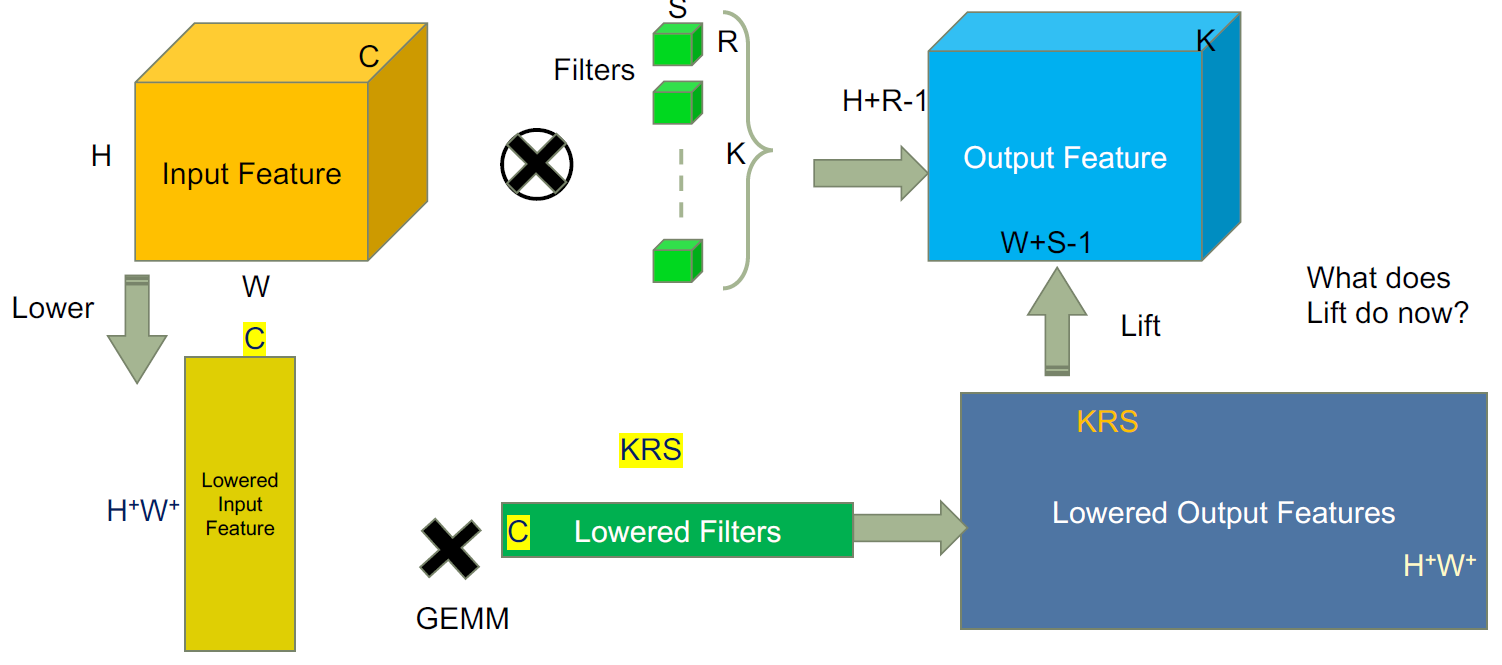 S
C
R
K
Filters
H+R-1
H
Input Feature
K
Output Feature
W+S-1
W
What does
Lift do now?
Lower
Lift
C
KRS
KRS
Lowered
Input
Feature
H⁺W⁺
C
Lowered Filters
Lowered Output Features
H⁺W⁺
GEMM